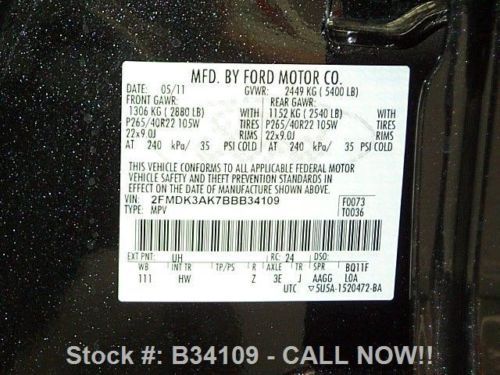 MFD. BY FORD MOTOR CO.
DATE: 05/11 GVWR: 2449 KG ( 5400 LB)
FRONT GAWR: REAR GAWR:
1306 KG ( 2880 LB) WITH 1152 KG ( 2540 LB) WITH
P265/40R22 105W TIRES P265/40R22 105W TIRES
22x9.0J RIMS 22x9.0J RIMS
AT 240 kPa/ 35 PSI COLD AT 240 kPa/ 35 PSI COLD
THIS VEHICLE CONFORMS TO ALL APPLICABLE FEDERAL MOTOR
VEHICLE SAFETY AND THEFT PREVENTION STANDARDS IN
EFFECT ON THE DATE OF MANUFACTURE SHOWN ABOVE.
VIN: 2FMDK3AK7BBB34109 F0073
TYPE: MPV T0036
EXT PNT: UH RC: 24 DSO:
WB INT TR TP/PS R AXLE TR SPR BQ11F
111 HW Z 3E J AAGG LOA
UTC 5U5A-1520472-BA
Stock #: B34109 - CALL NOW!!